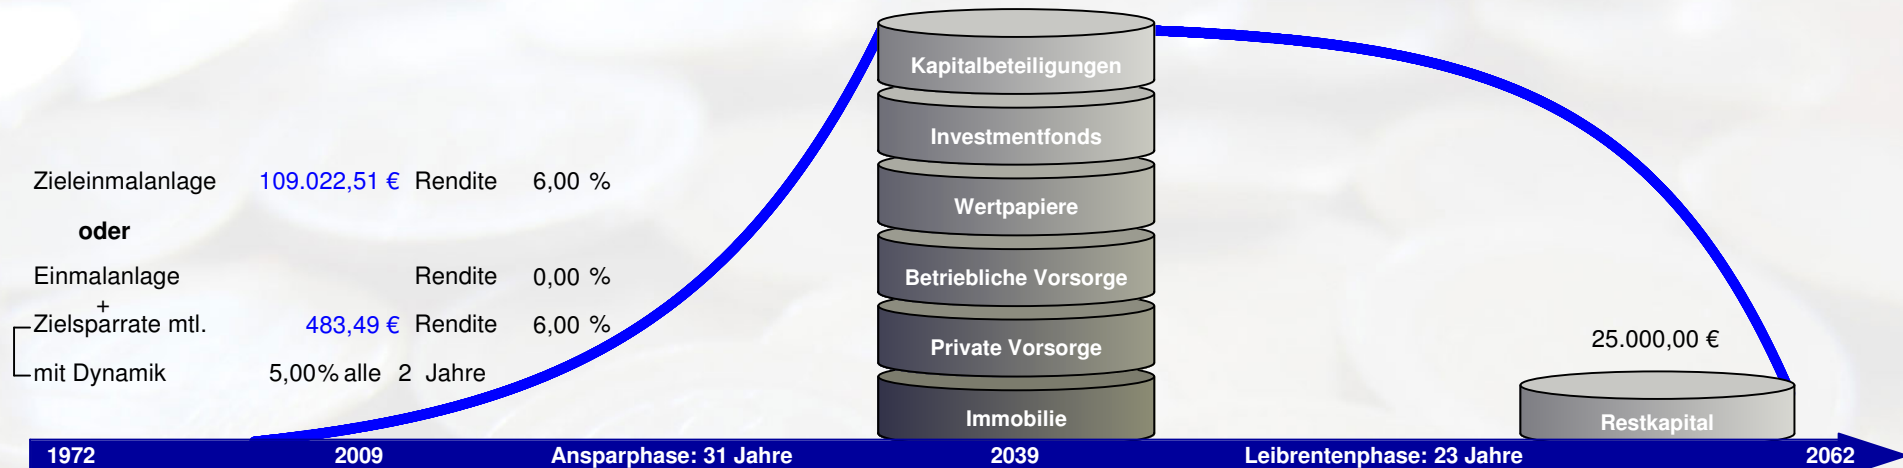 Kapitalbeteiligungen
Investmentfonds
Wertpapiere
Betriebliche Vorsorge
Private Vorsorge
Immobilie
Zieleinmalanlage 109.022,51 € Rendite 6,00 %
oder
Einmalanlage Rendite 0,00 %
+
Zielsparrate mtl. 483,49 € Rendite 6,00 %
mit Dynamik 5,00% alle 2 Jahre
25.000,00 €
Restkapital
1972 2009 Ansparphase: 31 Jahre 2039 Leibrentenphase: 23 Jahre 2062